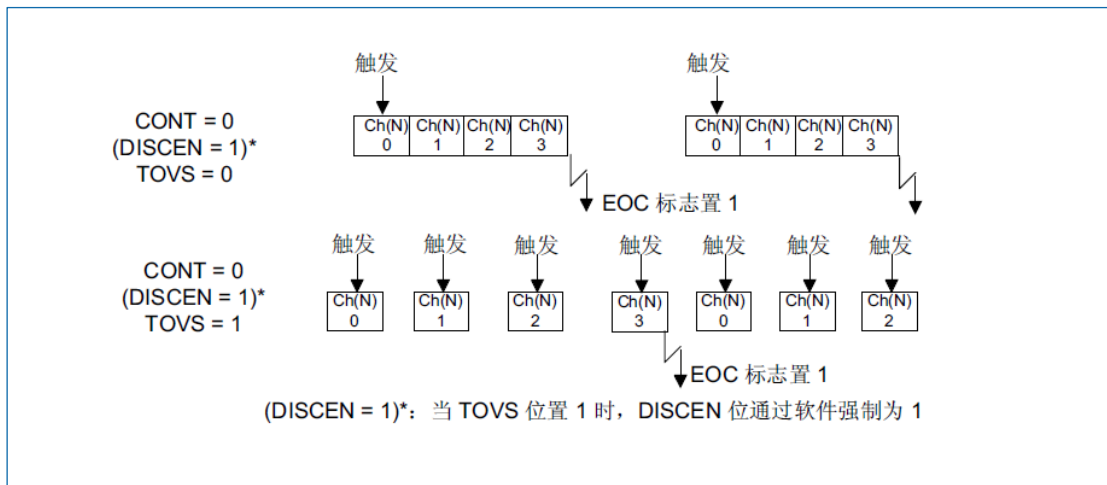 触发 触发
CONT = 0
(DISCEN = 1)*
TOVS = 0
Ch(N) Ch(N) Ch(N) Ch(N) Ch(N) Ch(N) Ch(N) Ch(N)
0 1 2 3 0 1 2 3
EOC 标志置 1
触发 触发 触发 触发 触发 触发 触发
CONT = 0
(DISCEN = 1)*
TOVS = 1
Ch(N) Ch(N) Ch(N) Ch(N) Ch(N) Ch(N) Ch(N)
0 1 2 3 0 1 2
EOC 标志置 1
(DISCEN = 1)*: 当 TOVS 位置 1 时，DISCEN 位通过软件强制为 1